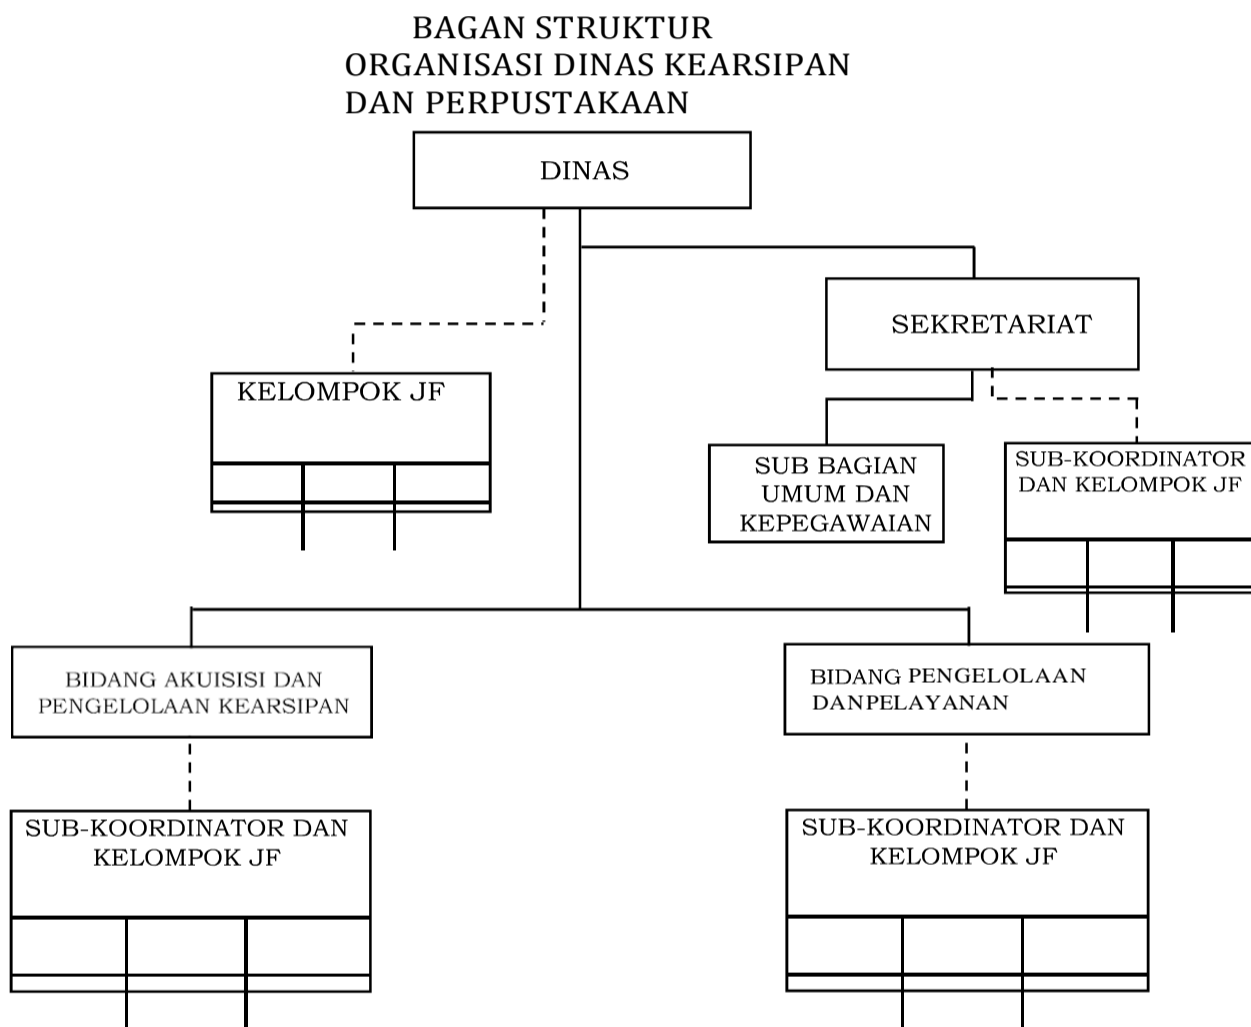 BAGAN STRUKTUR
ORGANISASI DINAS KEARSIPAN
DAN PERPUSTAKAAN
DINAS
SEKRETARIAT
KELOMPOK JF
SUB BAGIAN
UMUM DAN
KEPEGAWAIAN
SUB-KOORDINATOR
DAN KELOMPOK JF
BIDANG AKUISISI DAN
PENGELOLAAN KEARSIPAN
BIDANG PENGELOLAAN
DANPELAYANAN
SUB-KOORDINATOR DAN
KELOMPOK JF
SUB-KOORDINATOR DAN
KELOMPOK JF